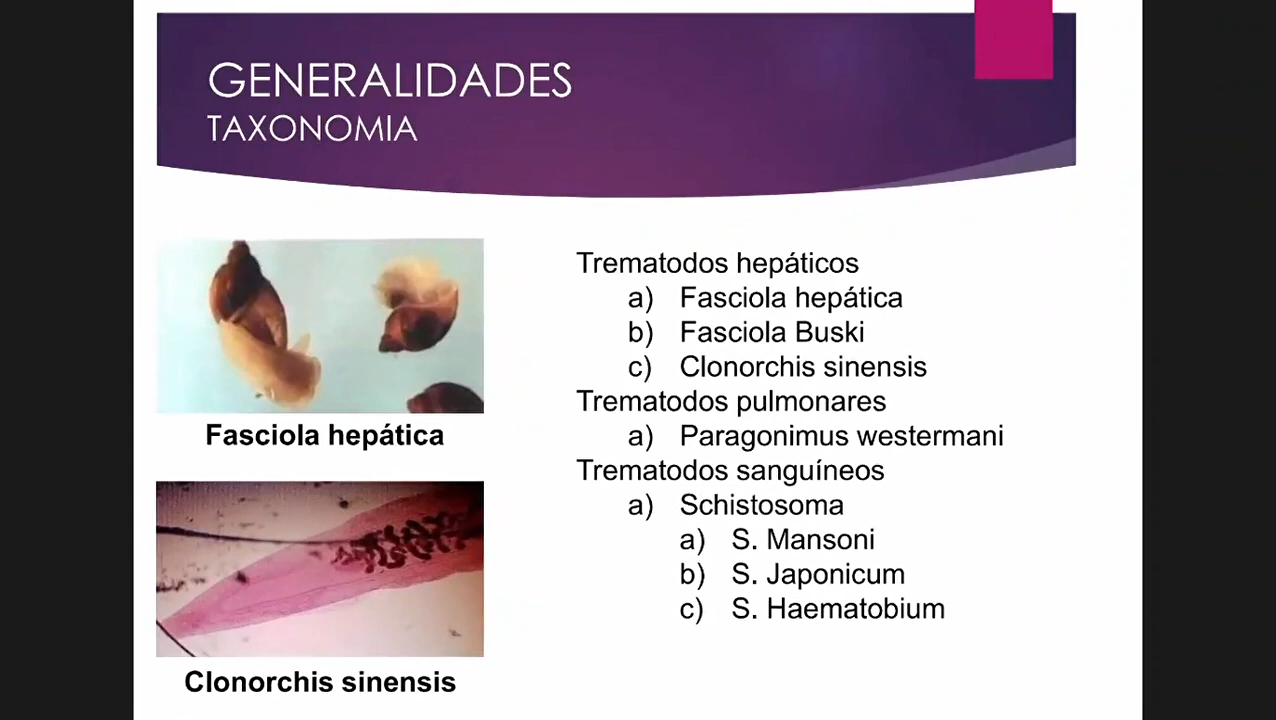 GENERALIDADES
TAXONOMIA
Fasciola hepática
Clonorchis sinensis
Trematodos hepáticos
a) Fasciola hepática
b) Fasciola Buski
c) Clonorchis sinensis
Trematodos pulmonares
a) Paragonimus westermani
Trematodos sanguíneos
a) Schistosoma
a) S. Mansoni
b) S. Japonicum
c) S. Haematobium